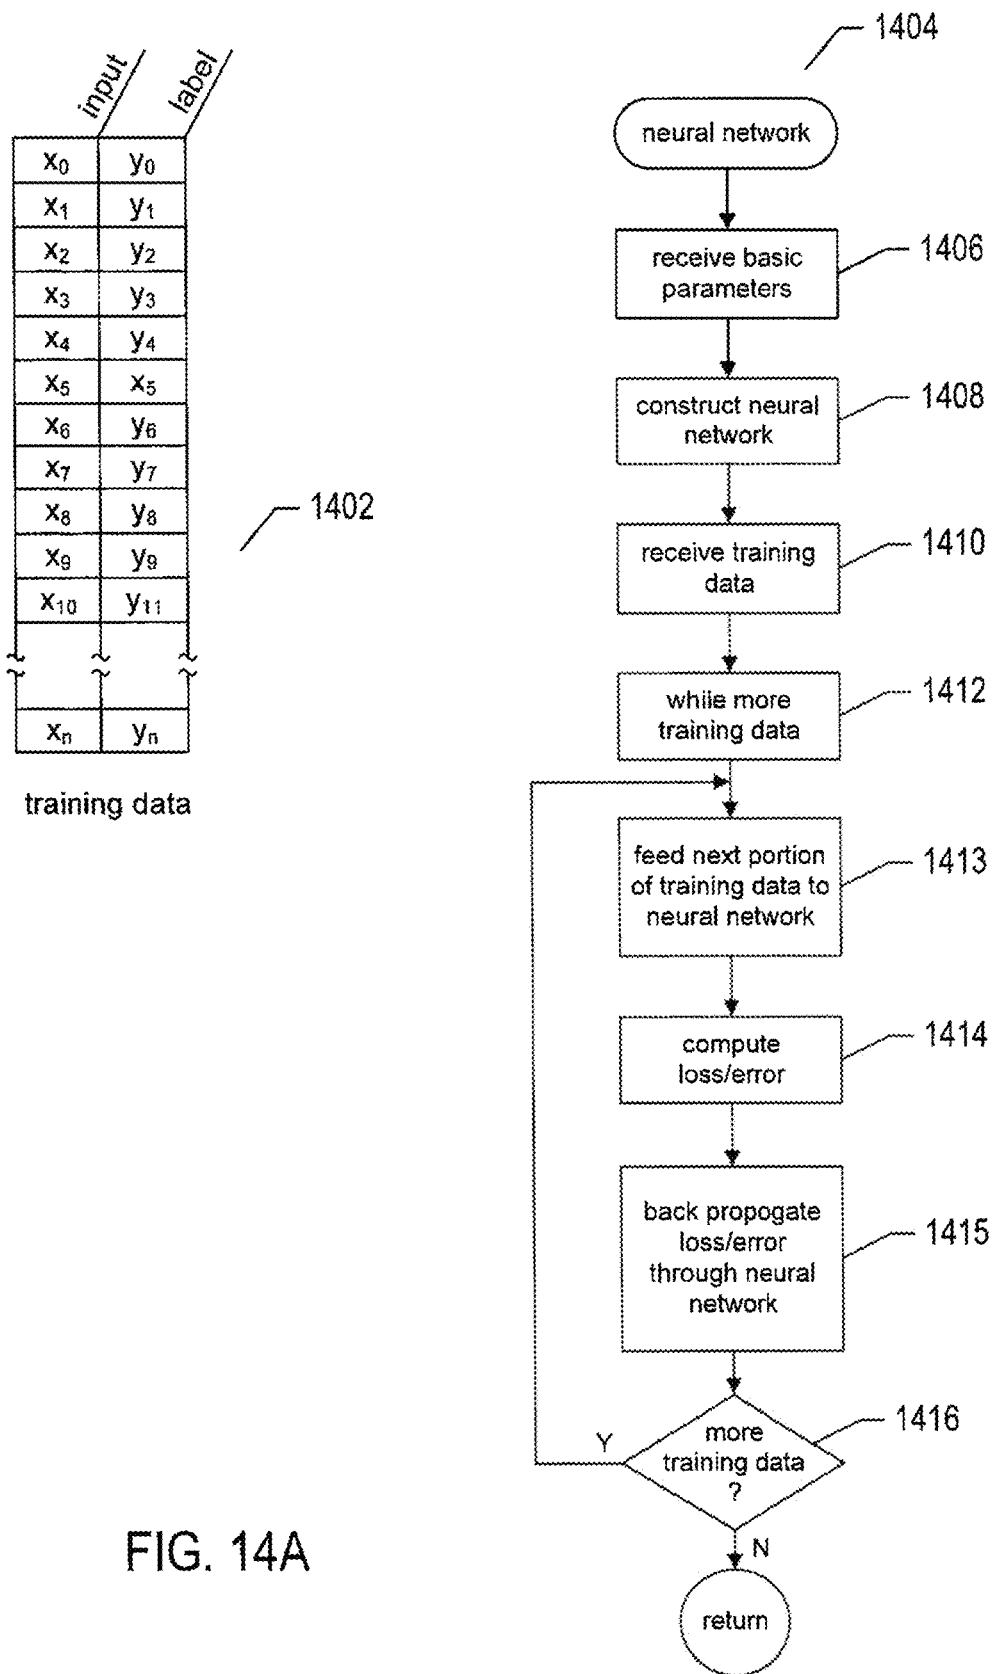 input label
x0 y0
x1 y1
x2 y2
x3 y3
x4 y4
x5 x5
x6 y6
x7 y7
x8 y8
x9 y9
x10 y11
xn yn
training data
1402
1404
neural network
receive basic
parameters
1406
construct neural
network
1408
receive training
data
1410
while more
training data
1412
feed next portion
of training data to
neural network
1413
compute
loss/error
1414
back propogate
loss/error
through neural
network
1415
more
training data
?
1416
Y
N
return
FIG. 14A